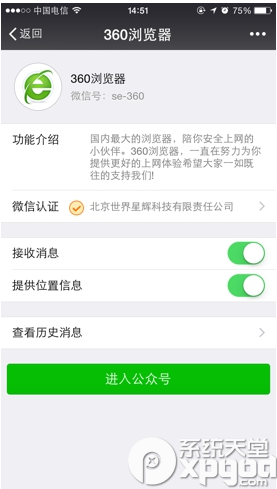 中国电信 14:51 75%
返回 360浏览器
360浏览器
微信号：se-360
功能介绍 国内最大的浏览器，陪你安全上网的
小伙伴。360浏览器，一直在努力为你
提供更好的上网体验希望大家一如既
往的支持我们!
微信认证 北京世界星辉科技有限责任公司
接收消息
提供位置信息
查看历史消息
进入公众号
系统天堂
xpgod
.com